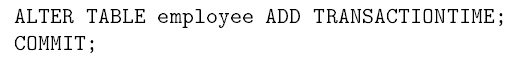 ALTER TABLE employee ADD TRANSACTIONTIME;
COMMIT;